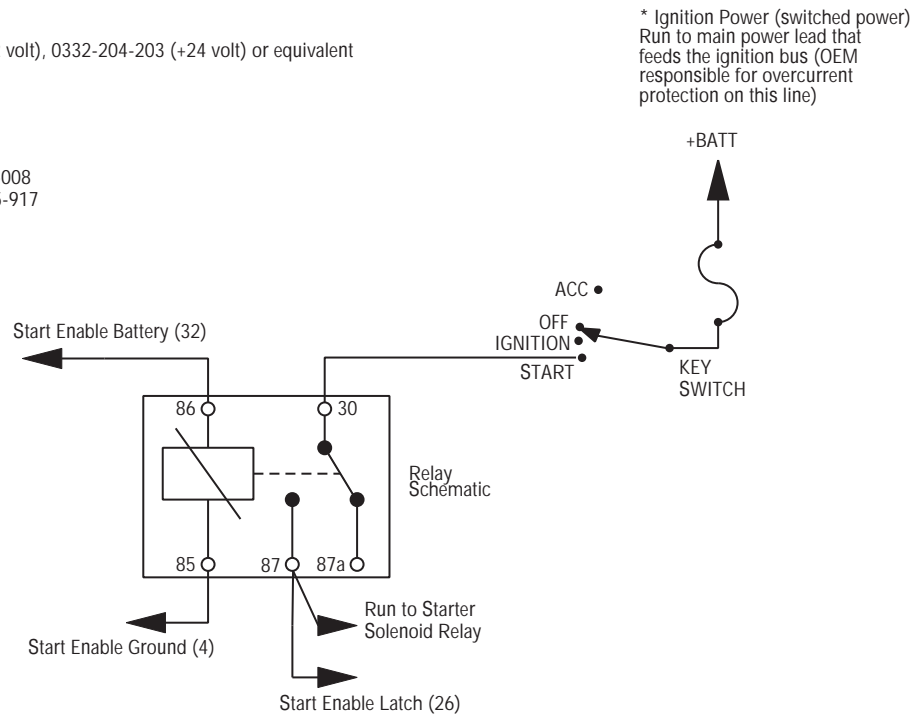 * Ignition Power (switched power)
Run to main power lead that
feeds the ignition bus (OEM
responsible for overcurrent
protection on this line)
volt), 0332-204-203 (+24 volt) or equivalent
+BATT
008
-917
ACC
OFF
IGNITION
START
KEY
SWITCH
Start Enable Battery (32)
86
30
Relay
Schematic
85
87
87a
Run to Starter
Solenoid Relay
Start Enable Ground (4)
Start Enable Latch (26)